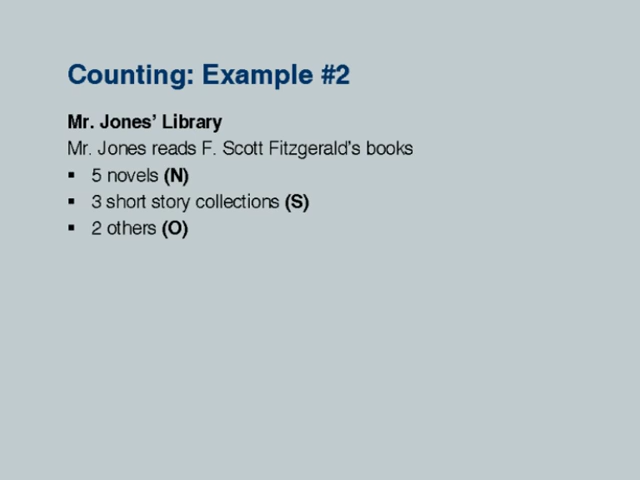 Counting: Example #2
Mr. Jones' Library
Mr. Jones reads F. Scott Fitzgerald's books
▪ 5 novels (N)
▪ 3 short story collections (S)
▪ 2 others (O)